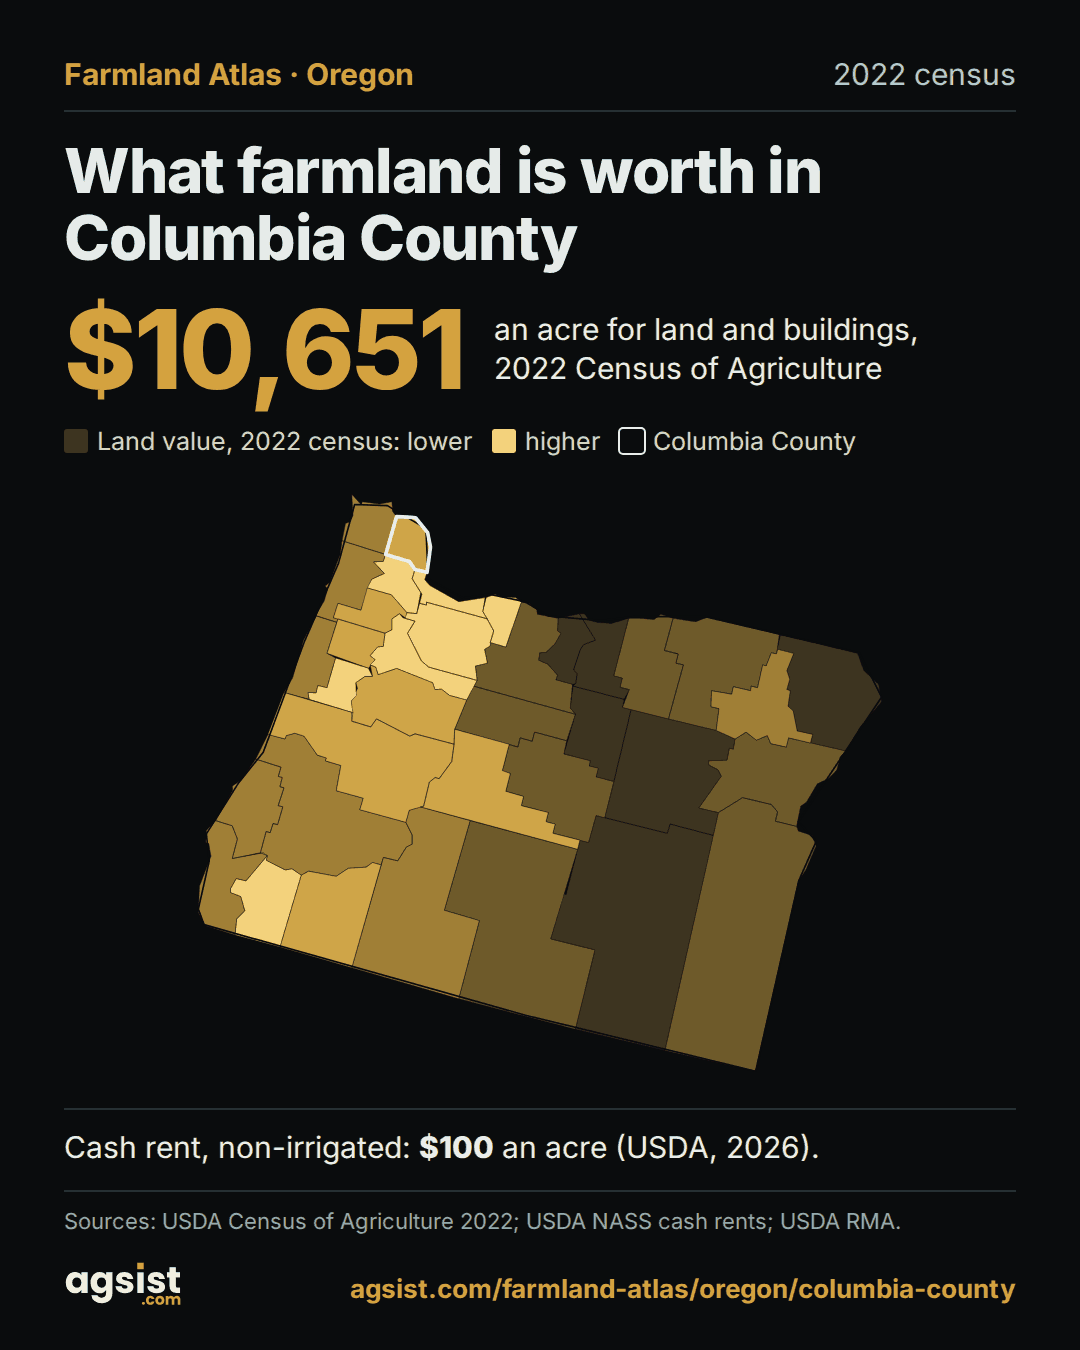 Farmland Atlas · Oregon
2022 census
What farmland is worth in
Columbia County
$10,651
an acre for land and buildings,
2022 Census of Agriculture
Land value, 2022 census: lower
higher
Columbia County
Cash rent, non-irrigated: $100 an acre (USDA, 2026).
Sources: USDA Census of Agriculture 2022; USDA NASS cash rents; USDA RMA.
agsist
.com
agsist.com/farmland-atlas/oregon/columbia-county